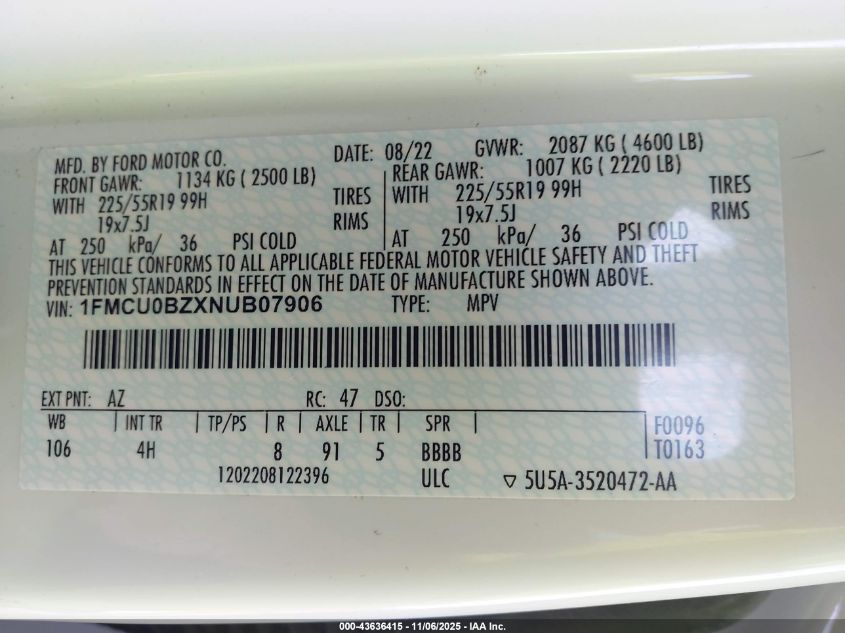 MFD. BY FORD MOTOR CO. DATE: 08/22 GVWR: 2087 KG ( 4600 LB)
FRONT GAWR: 1134 KG ( 2500 LB) REAR GAWR: 1007 KG ( 2220 LB)
WITH 225/55R19 99H TIRES WITH 225/55R19 99H TIRES
19x7.5J RIMS 19x7.5J RIMS
AT 250 kPa/ 36 PSI COLD AT 250 kPa/ 36 PSI COLD
THIS VEHICLE CONFORMS TO ALL APPLICABLE FEDERAL MOTOR VEHICLE SAFETY AND THEFT
PREVENTION STANDARDS IN EFFECT ON THE DATE OF MANUFACTURE SHOWN ABOVE.
VIN: 1FMCU0BZXNUB07906 TYPE: MPV
EXT PNT: AZ RC: 47 DSO:
WB INT TR TP/PS R AXLE TR SPR F0096
106 4H 8 91 5 BBBB T0163
1202208122396 ULC ▽ 5U5A-3520472-AA
000-43636415 - 11/06/2025 - IAA Inc.